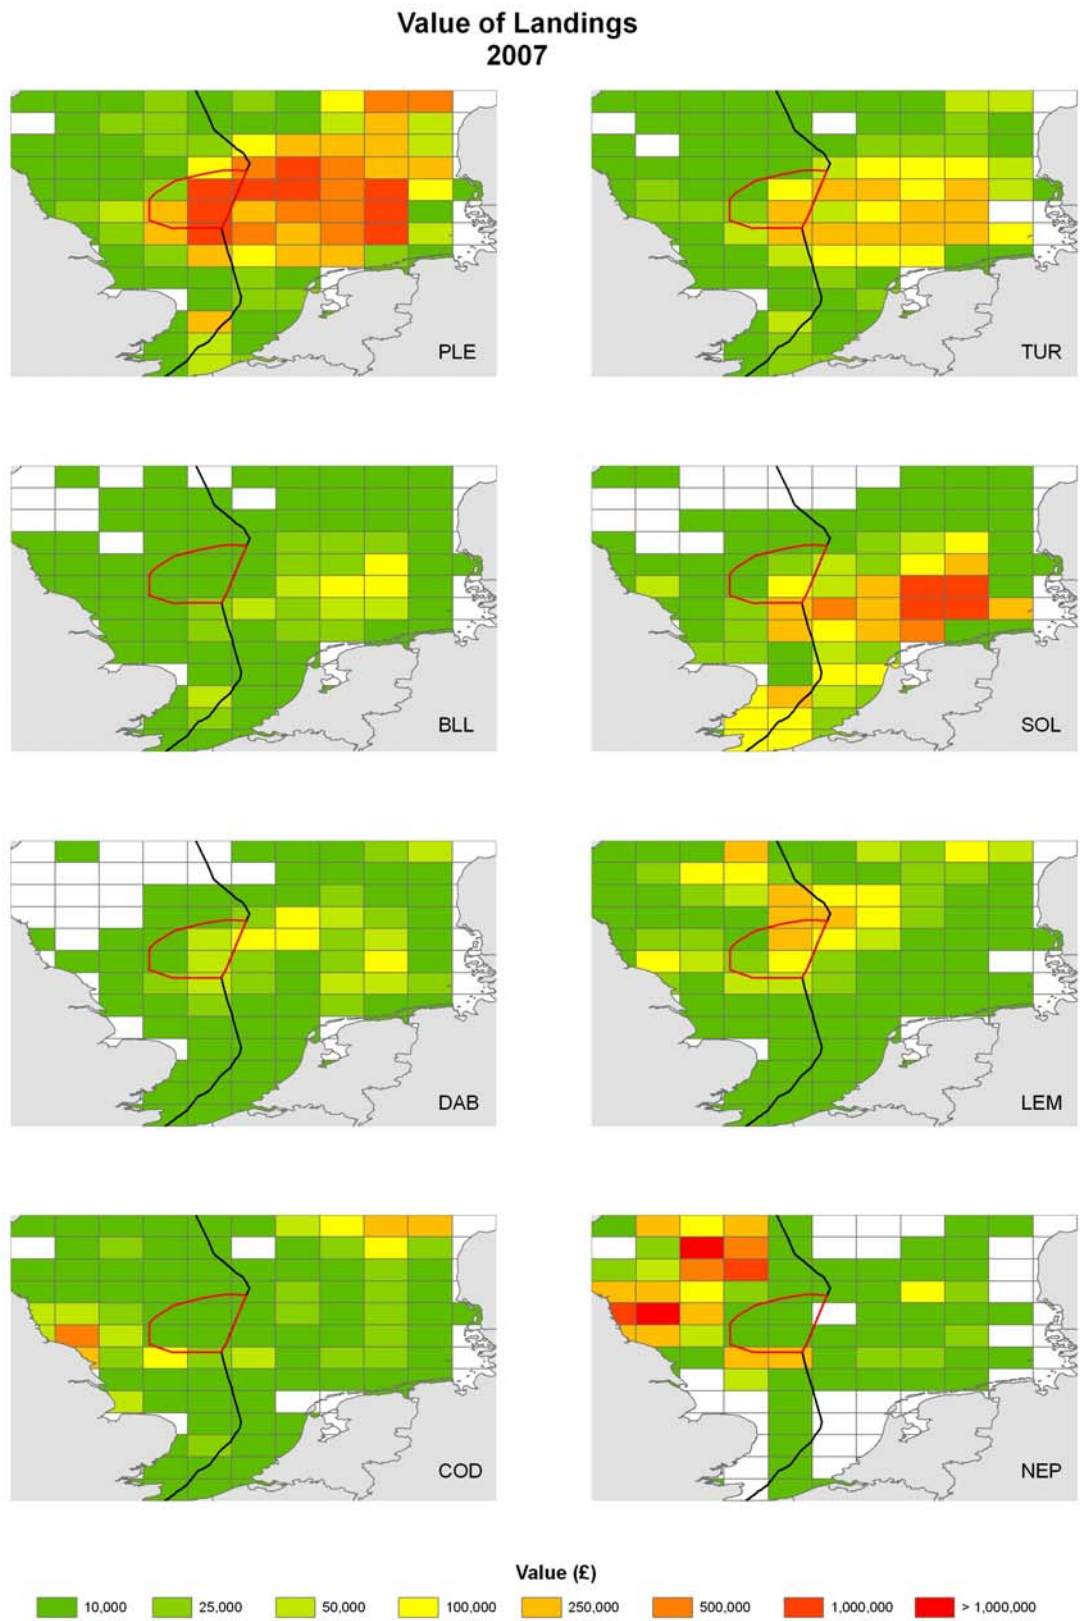 Value of Landings
2007
PLE
TUR
BLL
SOL
DAB
LEM
COD
NEP
Value (£)
10,000 25,000 50,000 100,000 250,000 500,000 1,000,000 > 1,000,000